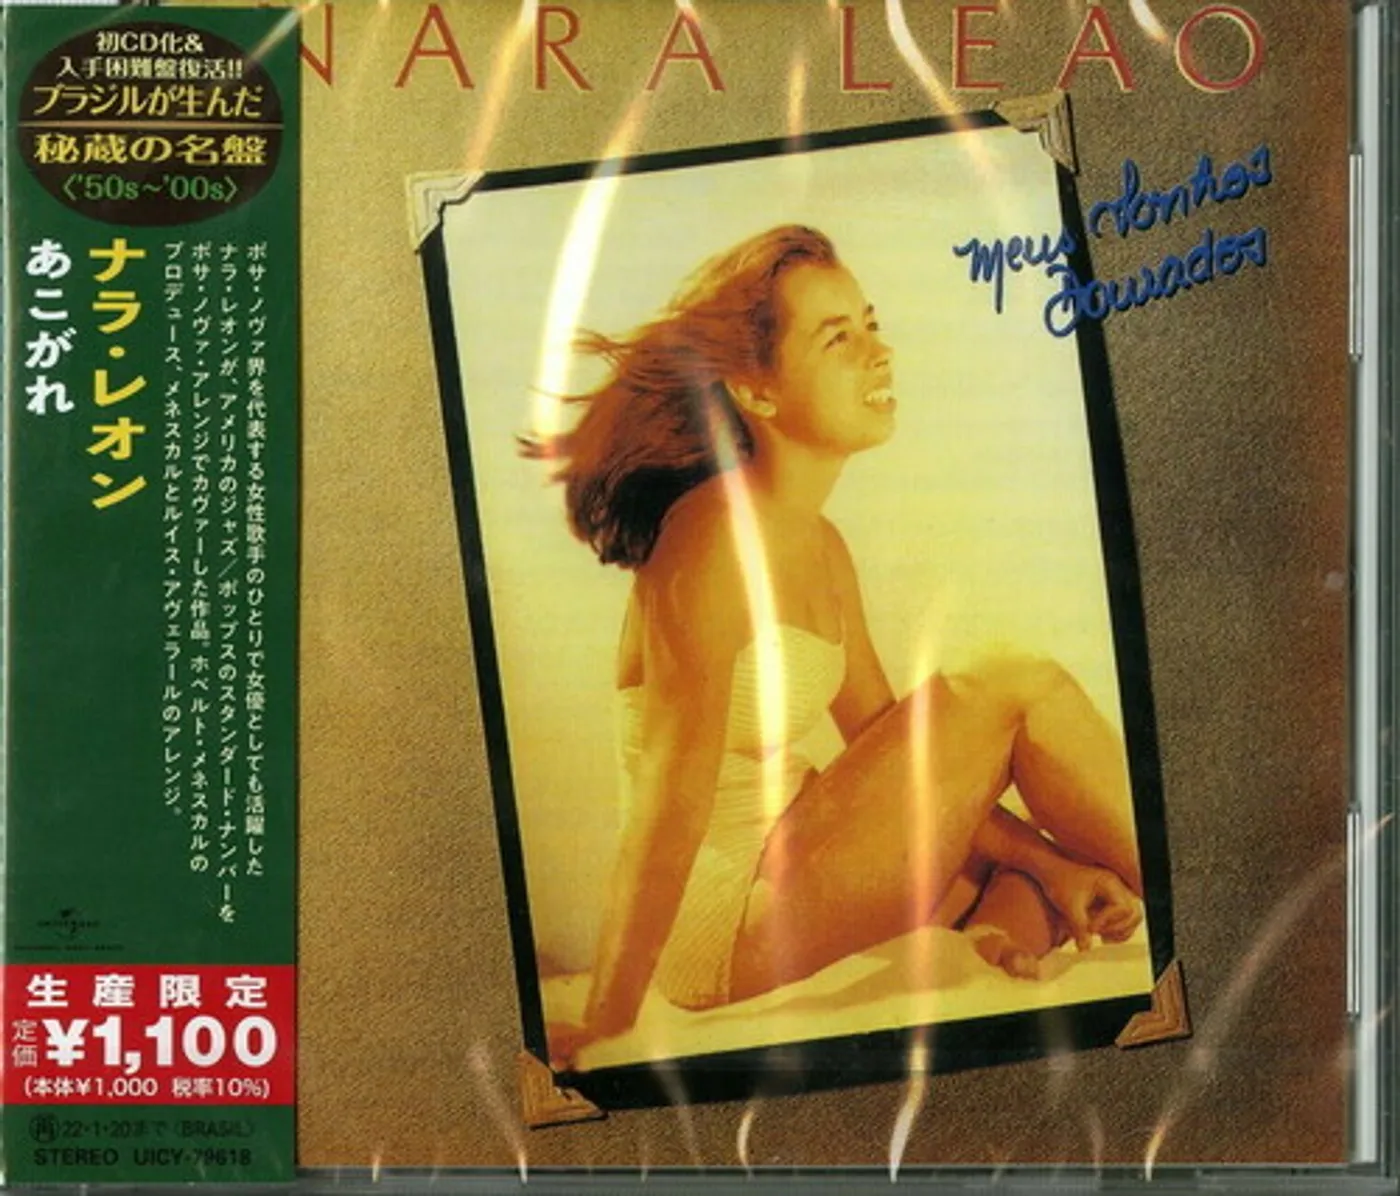 初CD化&
入手困難盤復活!!
ブラジルが生んだ
秘蔵の名盤
〈'50s~'00s〉
ナラ・レオン
あこがれ
ボサ・ノヴァ界を代表する女性歌手のひとりで女優としても活躍した
ナラ・レオンが、アメリカのジャズ／ポップスのスタンダード・ナンバーを
ボサ・ノヴァ・アレンジでカヴァーした作品。ホベルト・メネスカルの
プロデュース、メネスカルとルイス・アヴェラールのアレンジ。
生産限定
定価¥1,100
(本体¥1,000 税率10%)
再22・1・20まで〈BRASIL〉
STEREO UICY-79618
NARA LEAO
Meus Sonhos
Dourados